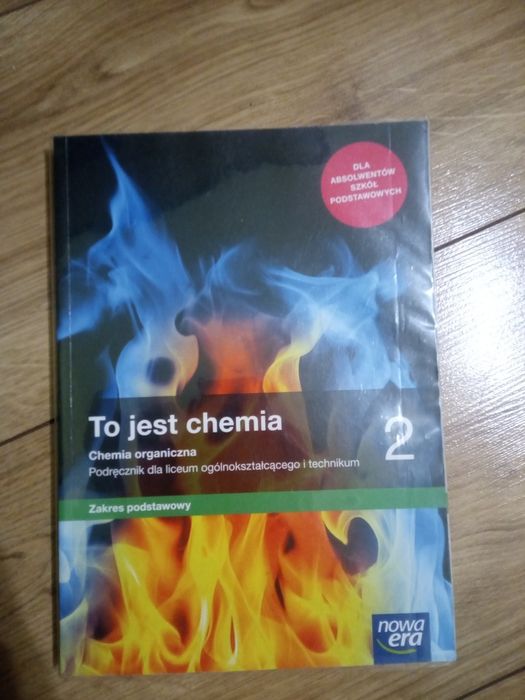 DLA
ABSOLWENTÓW
SZKÓŁ
PODSTAWOWYCH
To jest chemia
2
Chemia organiczna
Podręcznik dla liceum ogólnokształcącego i technikum
Zakres podstawowy
nowa
era